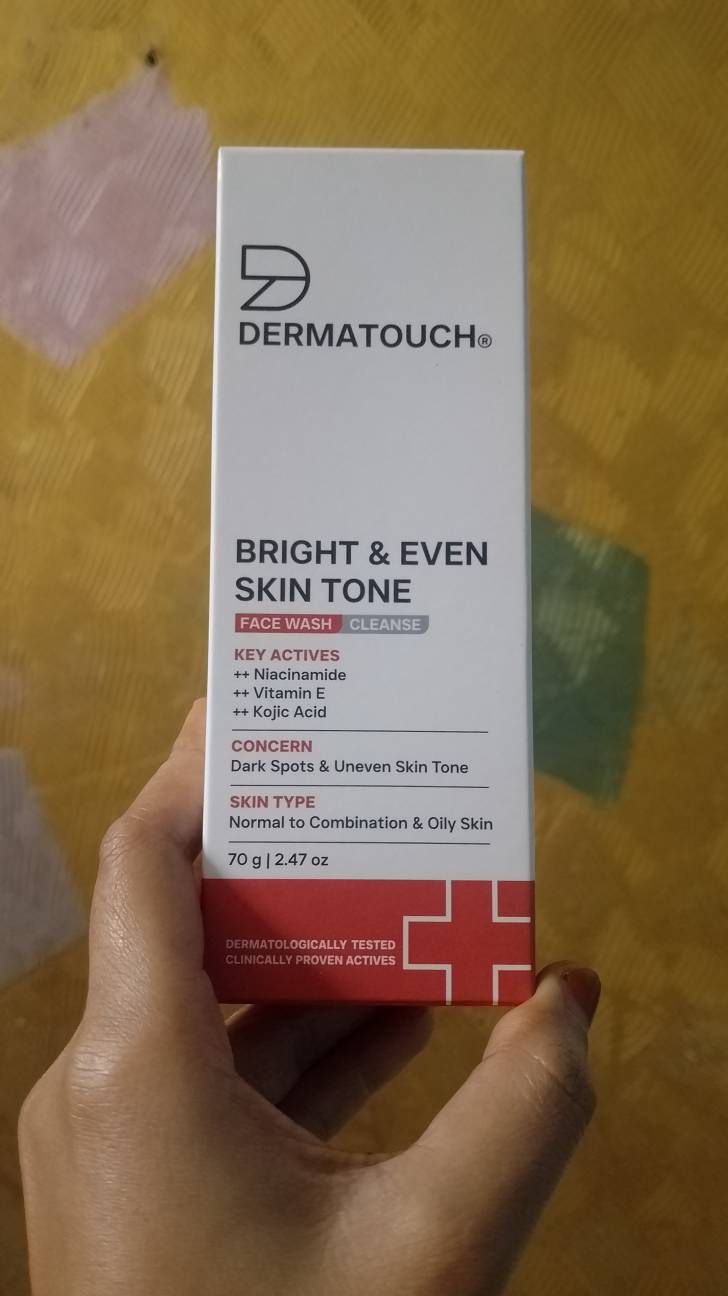 DERMATOUCH®
BRIGHT & EVEN
SKIN TONE
FACE WASH CLEANSE
KEY ACTIVES
++ Niacinamide
++ Vitamin E
++ Kojic Acid
CONCERN
Dark Spots & Uneven Skin Tone
SKIN TYPE
Normal to Combination & Oily Skin
70 g | 2.47 oz
DERMATOLOGICALLY TESTED
CLINICALLY PROVEN ACTIVES